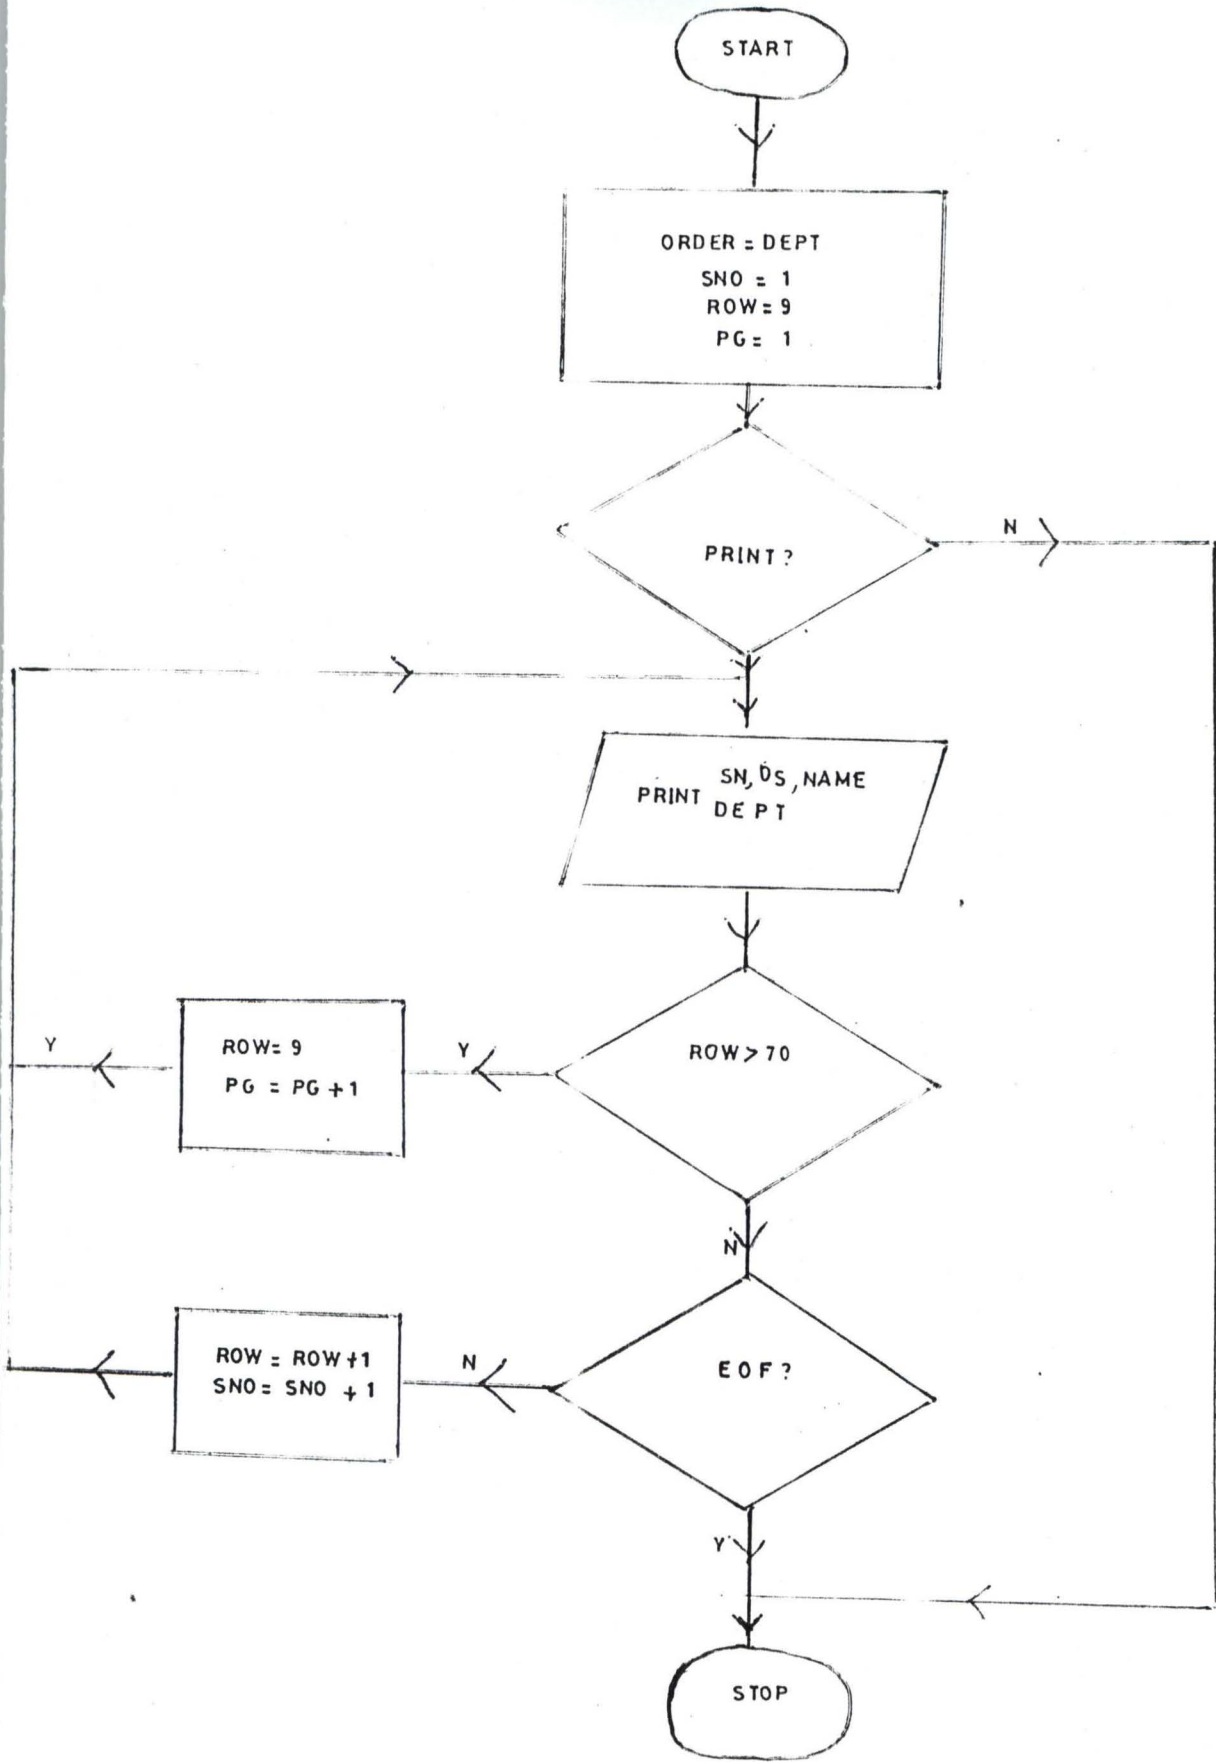 START
ORDER = DEPT
SNO = 1
ROW = 9
PG = 1
PRINT ?
N
PRINT SN, DS, NAME
DEPT
ROW > 70
Y
ROW = 9
PG = PG + 1
Y
N
EOF ?
N
ROW = ROW + 1
SNO = SNO + 1
Y
STOP